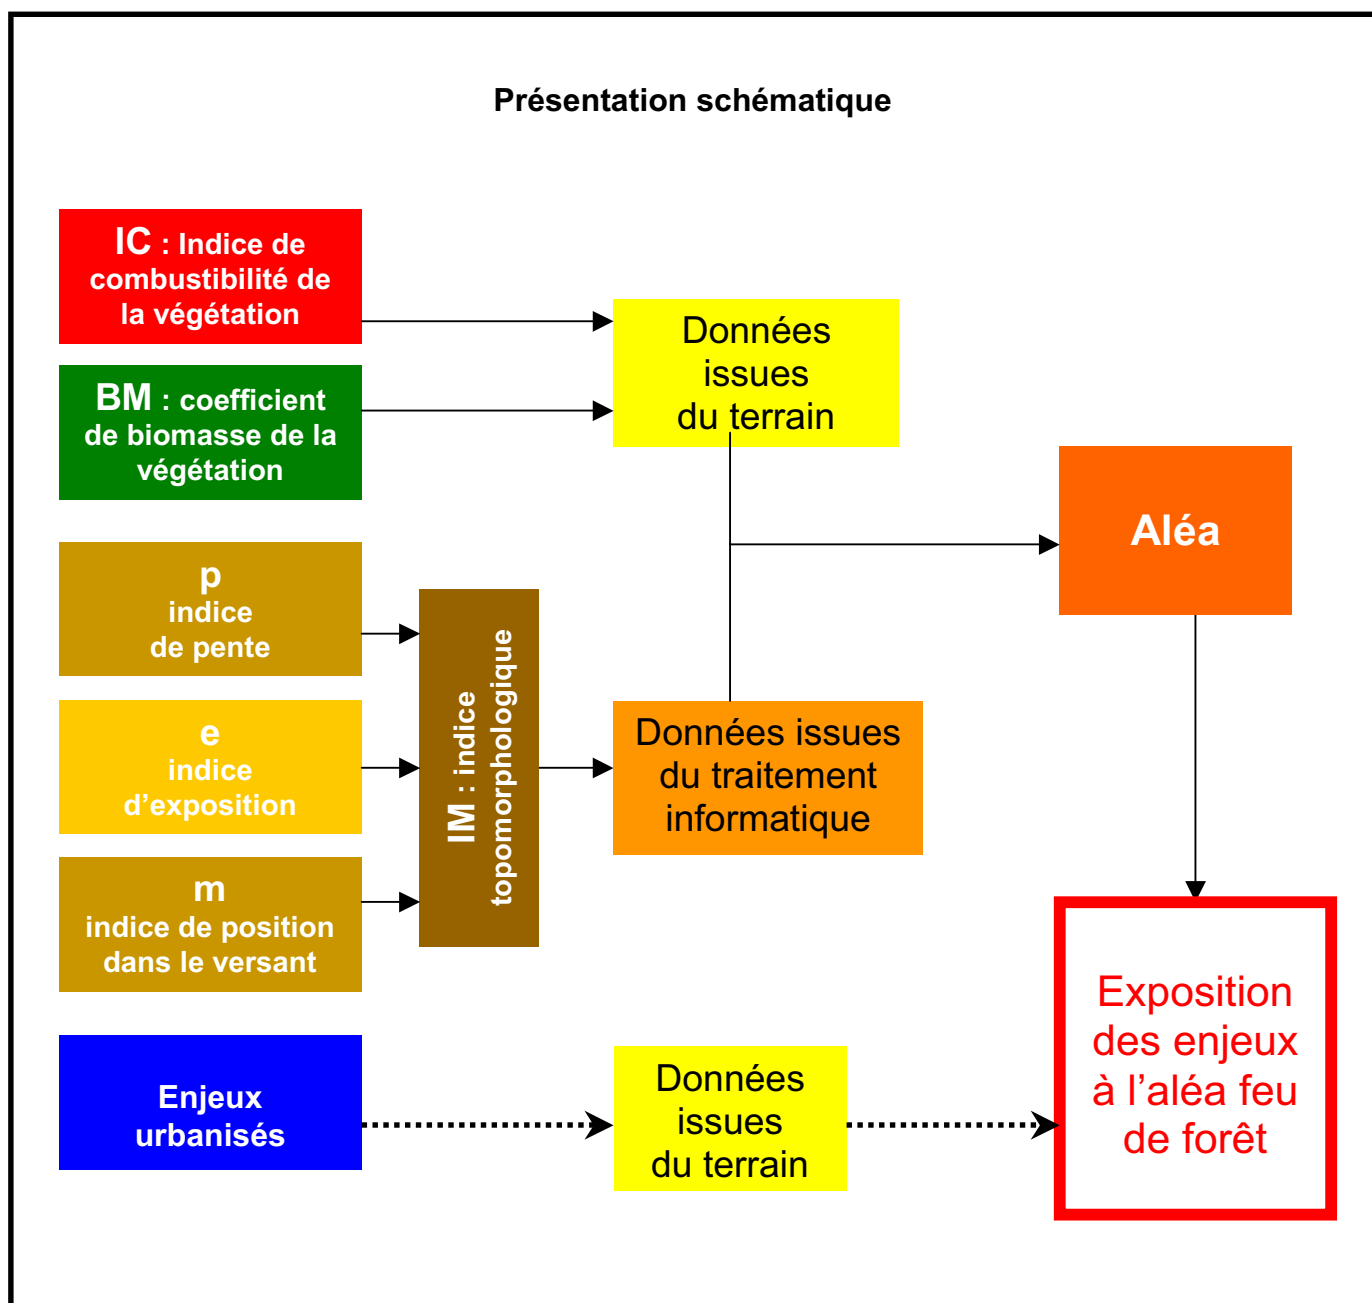 Présentation schématique
IC : Indice de
combustibilité de
la végétation
BM : coefficient
de biomasse de la
végétation
Données
issues
du terrain
Aléa
p
indice
de pente
e
indice
d’exposition
m
indice de position
dans le versant
IM : indice
topomorphologique
Données issues
du traitement
informatique
Enjeux
urbanisés
Données
issues
du terrain
Exposition
des enjeux
à l’aléa feu
de forêt